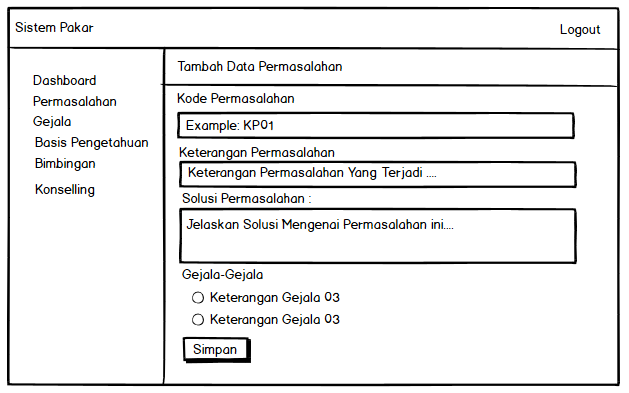 Sistem Pakar
Logout
Dashboard
Permasalahan
Gejala
Basis Pengetahuan
Bimbingan
Konselling
Tambah Data Permasalahan
Kode Permasalahan
Example: KP01
Keterangan Permasalahan
Keterangan Permasalahan Yang Terjadi ....
Solusi Permasalahan :
Jelaskan Solusi Mengenai Permasalahan ini....
Gejala-Gejala
Keterangan Gejala 03
Keterangan Gejala 03
Simpan